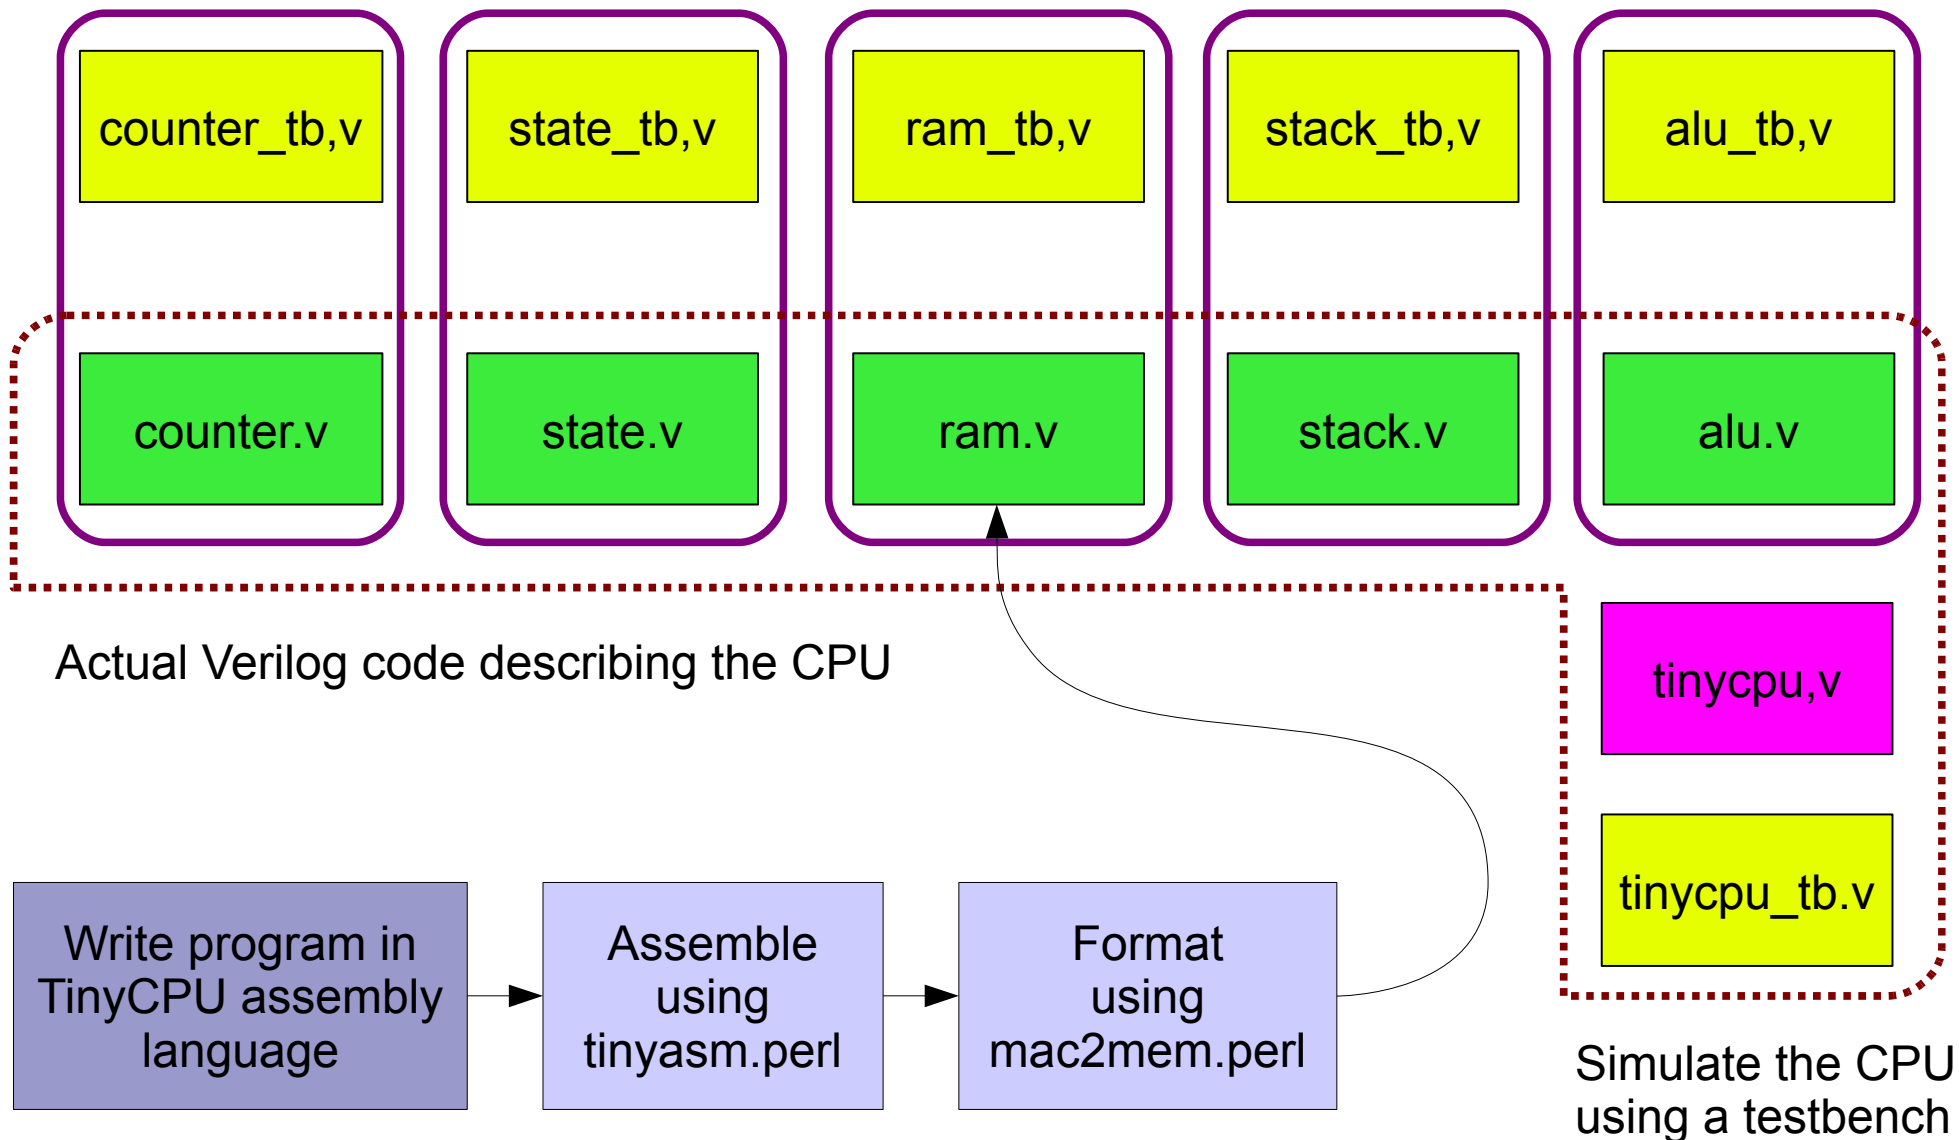 counter_tb,v
state_tb,v
ram_tb,v
stack_tb,v
alu_tb,v
counter.v
state.v
ram.v
stack.v
alu.v
Actual Verilog code describing the CPU
tinycpu,v
tinycpu_tb.v
Write program in
TinyCPU assembly
language
Assemble
using
tinyasm.perl
Format
using
mac2mem.perl
Simulate the CPU
using a testbench